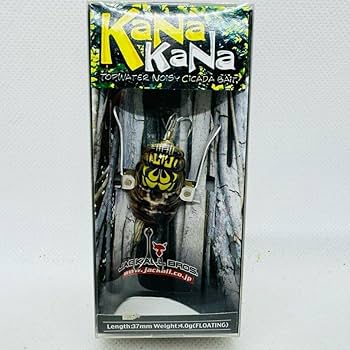 KaNa
KaNa
TOPWATER NOISY CICADA BAIT
JACKALL BROS.
www.jackall.co.jp
Length:37mm Weight:4.0g(FLOATING)